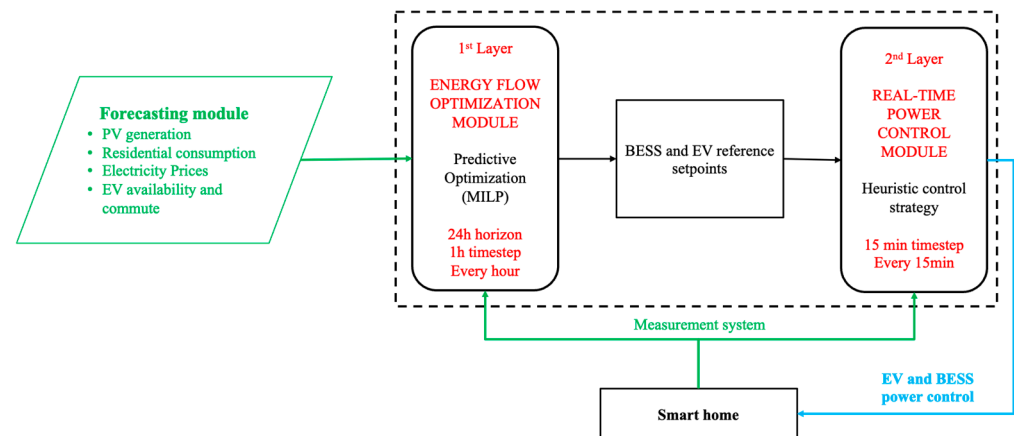 Forecasting module
• PV generation
• Residential consumption
• Electricity Prices
• EV availability and
commute
1st Layer
ENERGY FLOW
OPTIMIZATION
MODULE
Predictive
Optimization
(MILP)
24h horizon
1h timestep
Every hour
BESS and EV reference
setpoints
2nd Layer
REAL-TIME
POWER
CONTROL
MODULE
Heuristic control
strategy
15 min timestep
Every 15min
Measurement system
EV and BESS
power control
Smart home